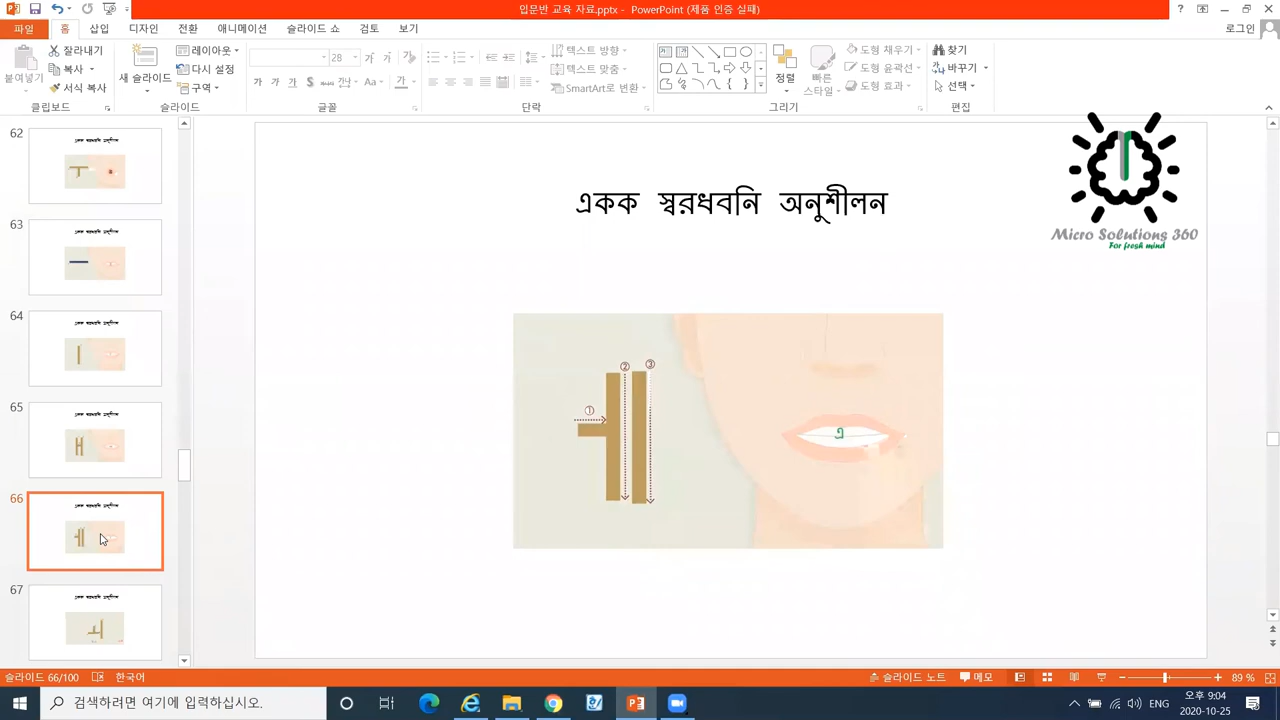 입문반 교육 자료.pptx - PowerPoint (제품 인증 실패)
파일 홈 삽입 디자인 전환 애니메이션 슬라이드 쇼 검토 보기 로그인
붙여넣기
잘라내기
복사
서식 복사
클립보드
새 슬라이드
레이아웃
다시 설정
구역
슬라이드
28
가 가 가
Aa
글꼴
텍스트 방향
텍스트 맞춤
SmartArt로 변환
단락
정렬
빠른 스타일
도형 채우기
도형 윤곽선
도형 효과
그리기
찾기
바꾸기
선택
편집
62
63
64
65
66
67
একক স্বরধবনি অনুশীলন
Micro Solutions 360
For fresh mind
① ② ③
ㅔ
এ
슬라이드 66/100 한국어 슬라이드 노트 메모 89 %
검색하려면 여기에 입력하십시오.
ENG
오후 9:04
2020-10-25